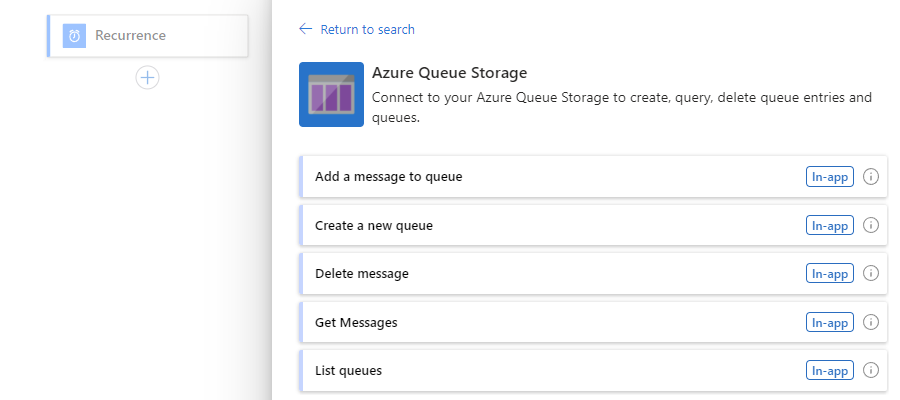 Recurrence
Return to search
Azure Queue Storage
Connect to your Azure Queue Storage to create, query, delete queue entries and
queues.
Add a message to queue In-app
Create a new queue In-app
Delete message In-app
Get Messages In-app
List queues In-app